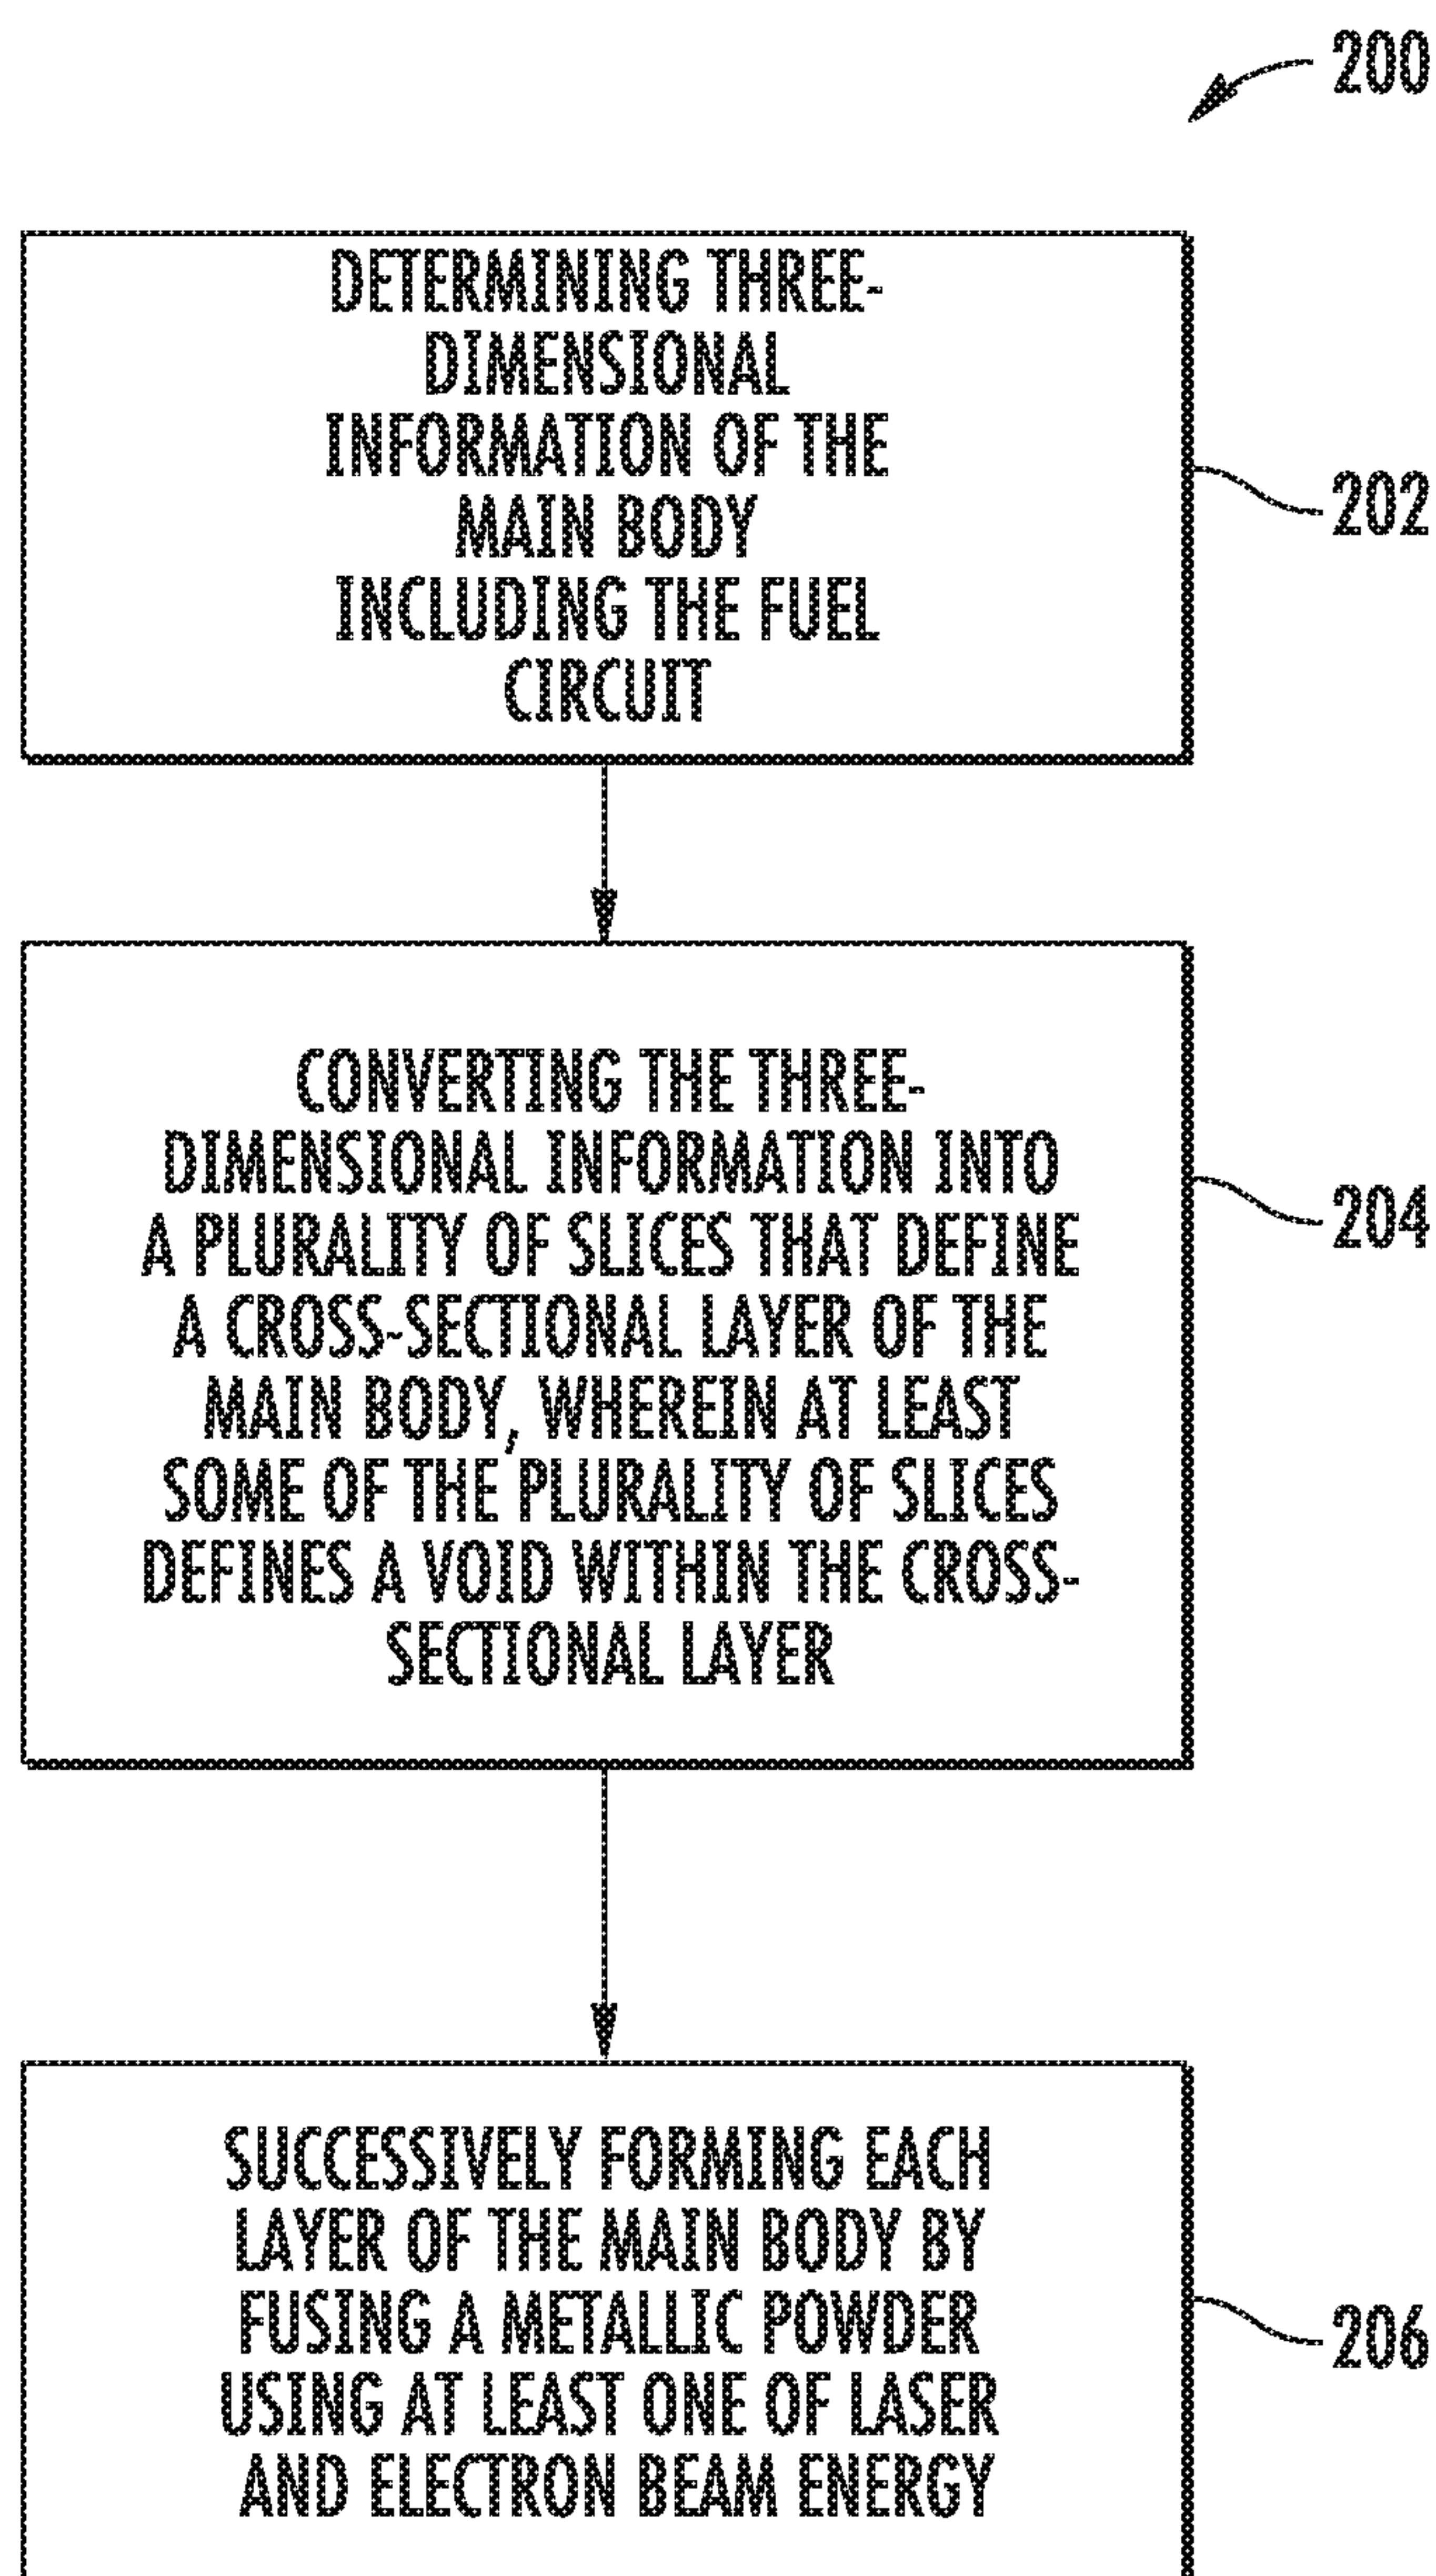 200
DETERMINING THREE-
DIMENSIONAL
INFORMATION OF THE
MAIN BODY
INCLUDING THE FUEL
CIRCUIT
202
CONVERTING THE THREE-
DIMENSIONAL INFORMATION INTO
A PLURALITY OF SLICES THAT DEFINE
A CROSS-SECTIONAL LAYER OF THE
MAIN BODY, WHEREIN AT LEAST
SOME OF THE PLURALITY OF SLICES
DEFINES A VOID WITHIN THE CROSS-
SECTIONAL LAYER
204
SUCCESSIVELY FORMING EACH
LAYER OF THE MAIN BODY BY
FUSING A METALLIC POWDER
USING AT LEAST ONE OF LASER
AND ELECTRON BEAM ENERGY
206